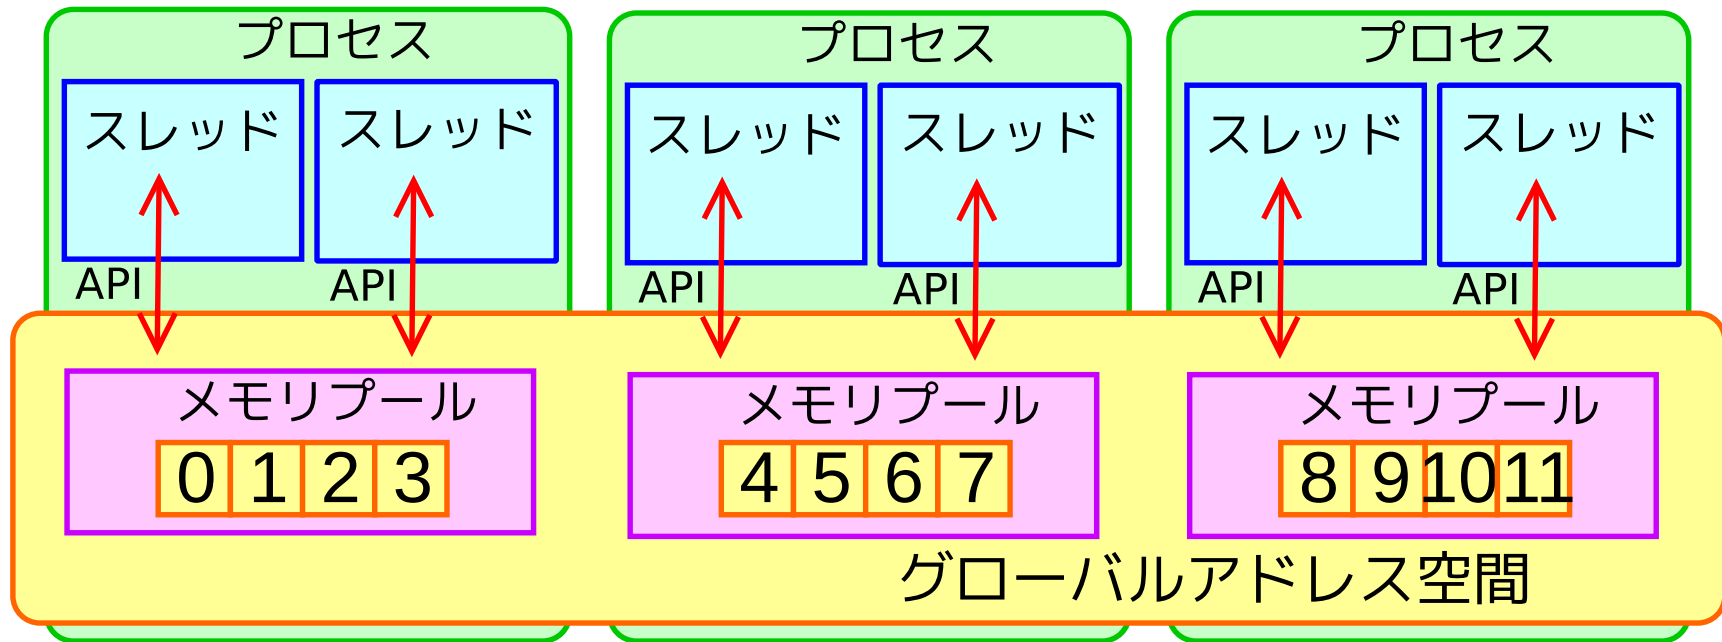 プロセス プロセス プロセス
スレッド スレッド スレッド スレッド スレッド スレッド
API API API API API API
メモリプール メモリプール メモリプール
0 1 2 3 4 5 6 7 8 9 10 11
グローバルアドレス空間